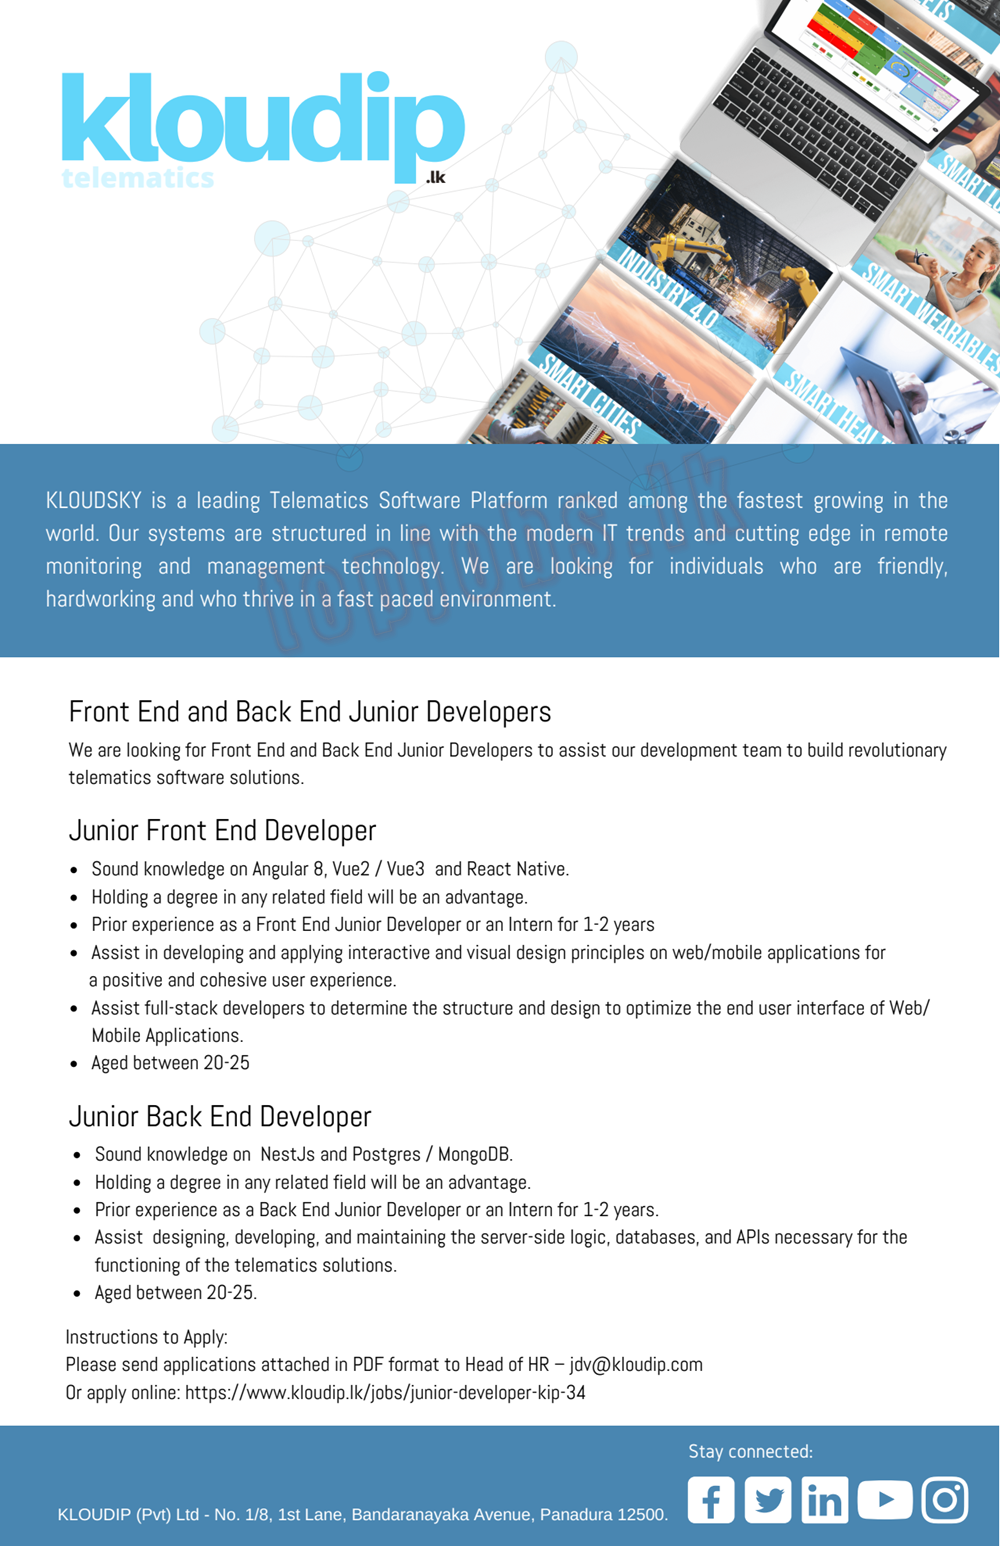 kloudip
telematics
.lk
INDUSTRY 4.0
SMART CITIES
SMART WEARABLES
SMART
KLOUDSKY is a leading Telematics Software Platform ranked among the fastest growing in the
world. Our systems are structured in line with the modern IT trends and cutting edge in remote
monitoring and management technology. We are looking for individuals who are friendly,
hardworking and who thrive in a fast paced environment.
topjobs.lk
Front End and Back End Junior Developers
We are looking for Front End and Back End Junior Developers to assist our development team to build revolutionary
telematics software solutions.
Junior Front End Developer
• Sound knowledge on Angular 8, Vue2 / Vue3 and React Native.
• Holding a degree in any related field will be an advantage.
• Prior experience as a Front End Junior Developer or an Intern for 1-2 years
• Assist in developing and applying interactive and visual design principles on web/mobile applications for
a positive and cohesive user experience.
• Assist full-stack developers to determine the structure and design to optimize the end user interface of Web/
Mobile Applications.
• Aged between 20-25
Junior Back End Developer
• Sound knowledge on NestJs and Postgres / MongoDB.
• Holding a degree in any related field will be an advantage.
• Prior experience as a Back End Junior Developer or an Intern for 1-2 years.
• Assist designing, developing, and maintaining the server-side logic, databases, and APIs necessary for the
functioning of the telematics solutions.
• Aged between 20-25.
Instructions to Apply:
Please send applications attached in PDF format to Head of HR – jdv@kloudip.com
Or apply online: https://www.kloudip.lk/jobs/junior-developer-kip-34
Stay connected:
KLOUDIP (Pvt) Ltd - No. 1/8, 1st Lane, Bandaranayaka Avenue, Panadura 12500.